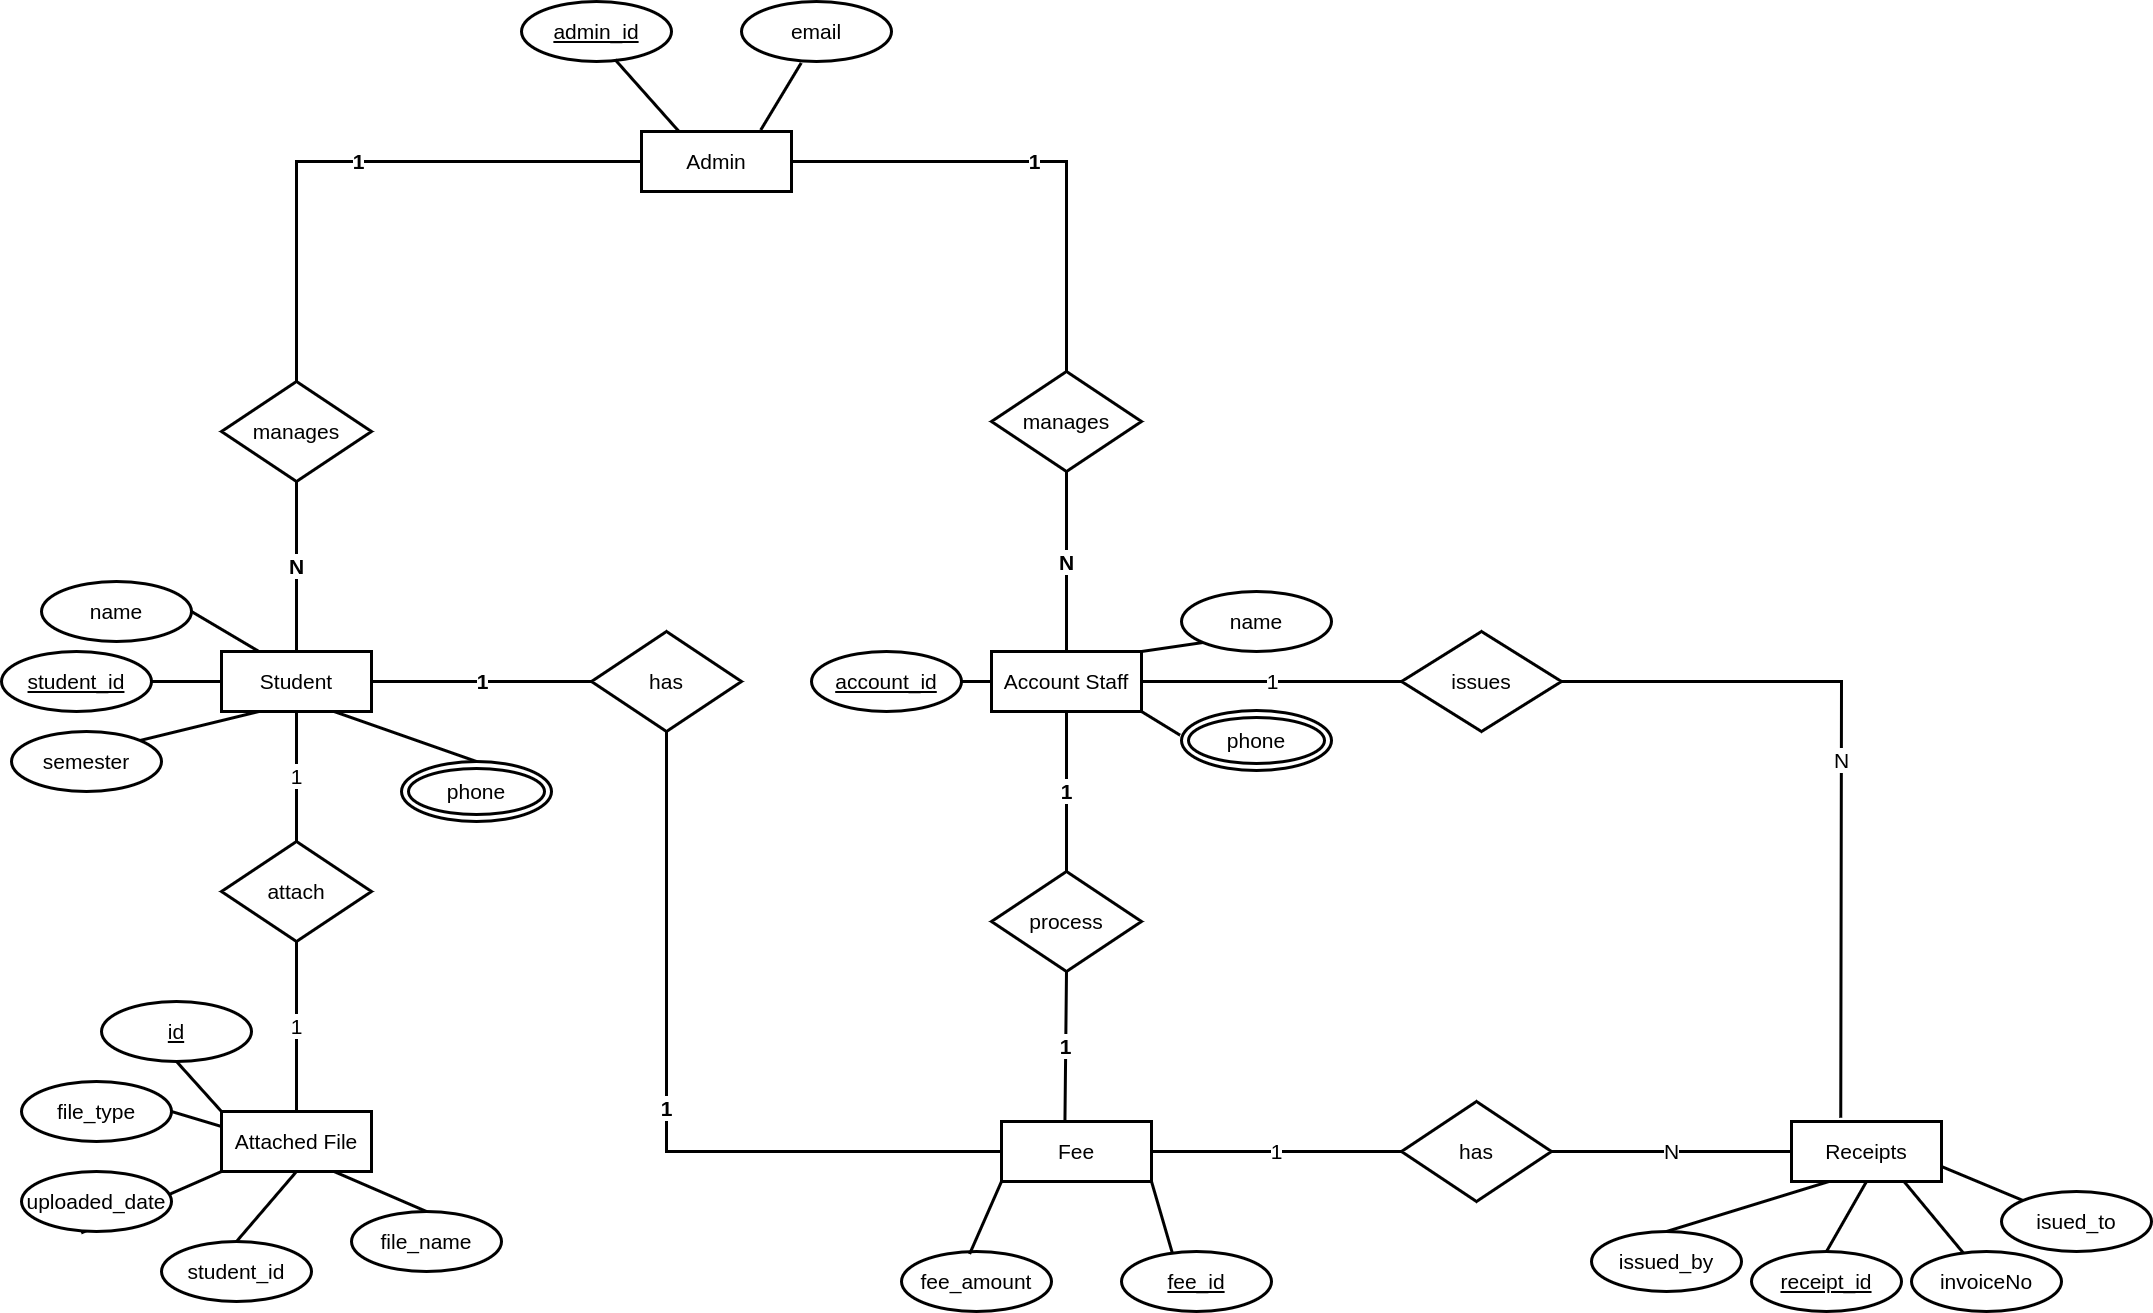 admin_id
email
1
Admin
1
manages
manages
N
N
name
name
student_id
Student
1
has
account_id
Account Staff
1
issues
semester
1
phone
1
phone
N
attach
process
id
1
1
file_type
Attached File
1
Fee
1
has
N
Receipts
uploaded_date
student_id
file_name
fee_amount
fee_id
issued_by
receipt_id
invoiceNo
isued_to